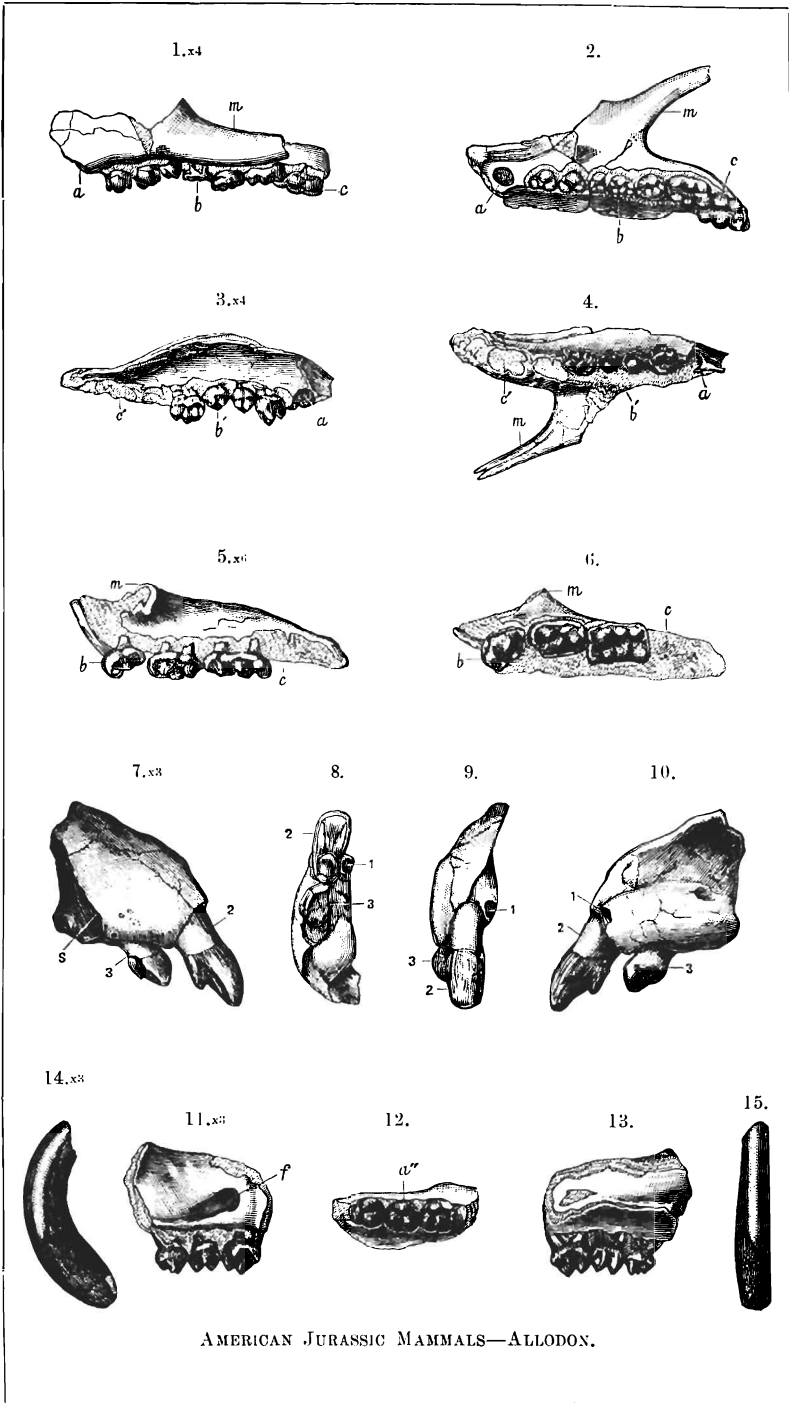 1.x4 2.
m m
a b c a b c
3.x4 4.
c' b' a c' b' a
m
5.x6 6.
m m c
b c b
7.x3 8. 9. 10.
2 1 3 2 s 3
1 3 2
1 2 3
14.x3
11.x3 12. 13. 15.
f a"
AMERICAN JURASSIC MAMMALS—ALLODON.